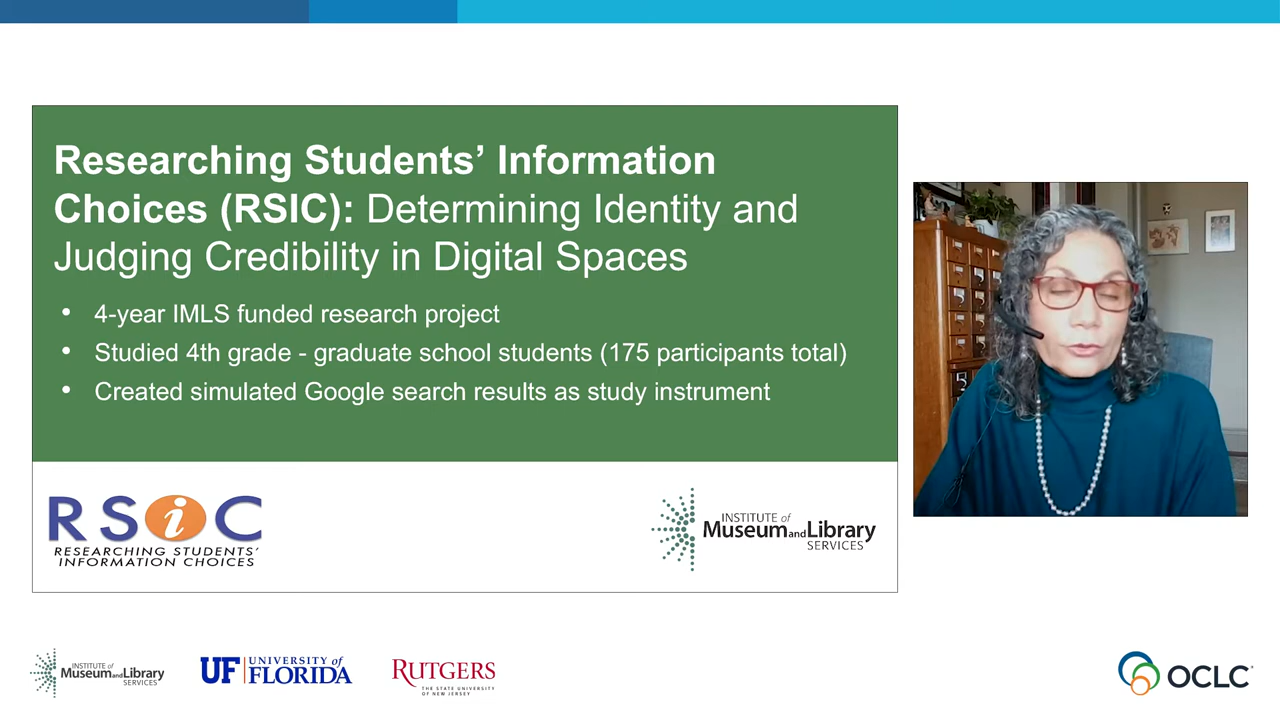 Researching Students’ Information
Choices (RSIC): Determining Identity and
Judging Credibility in Digital Spaces
• 4-year IMLS funded research project
• Studied 4th grade - graduate school students (175 participants total)
• Created simulated Google search results as study instrument
RSiC
RESEARCHING STUDENTS’
INFORMATION CHOICES
INSTITUTE of
Museum and Library
SERVICES
INSTITUTE of
Museum and Library
SERVICES
UF UNIVERSITY of
FLORIDA
RUTGERS
THE STATE UNIVERSITY
OF NEW JERSEY
OCLC